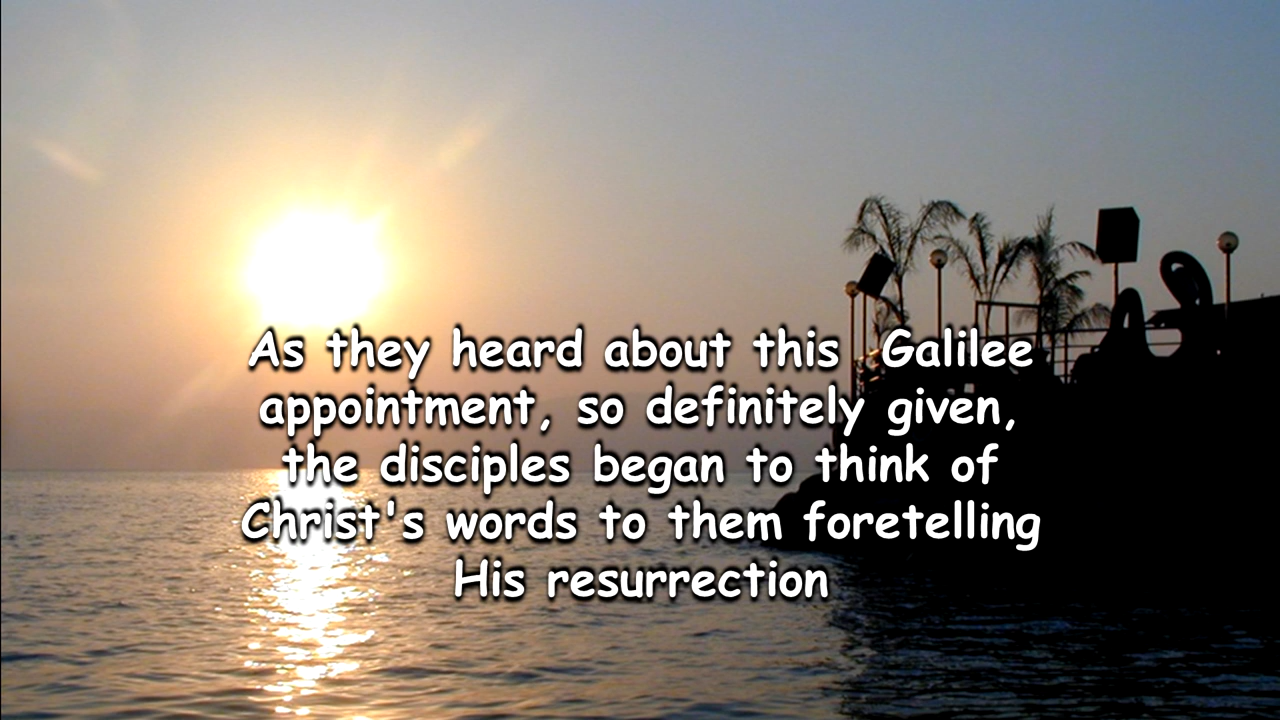 As they heard about this  Galilee
appointment, so definitely given,
the disciples began to think of
Christ's words to them foretelling
His resurrection